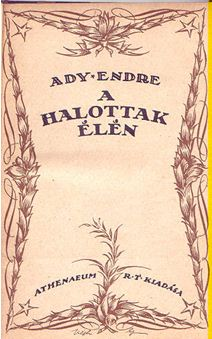 ADY * ENDRE
A
HALOTTAK
ÉLÉN
ATHENAEUM R * T * KIADÁSA